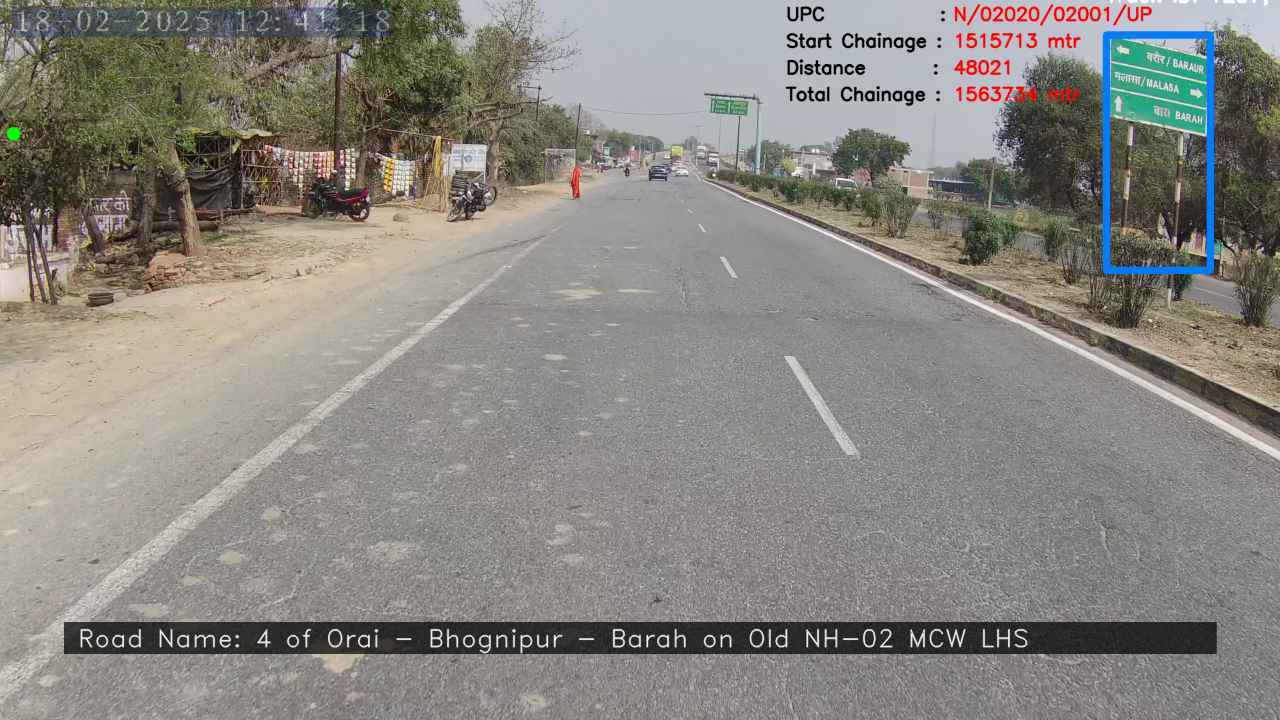 18-02-2025 12:41:18
UPC : N/02020/02001/UP
Start Chainage : 1515713 mtr
Distance : 48021
Total Chainage : 1563734 mtr
बरौर / BARAUR
मलासा / MALASA
बारा BARAH
Road Name: 4 of Orai - Bhognipur - Barah on Old NH-02 MCW LHS